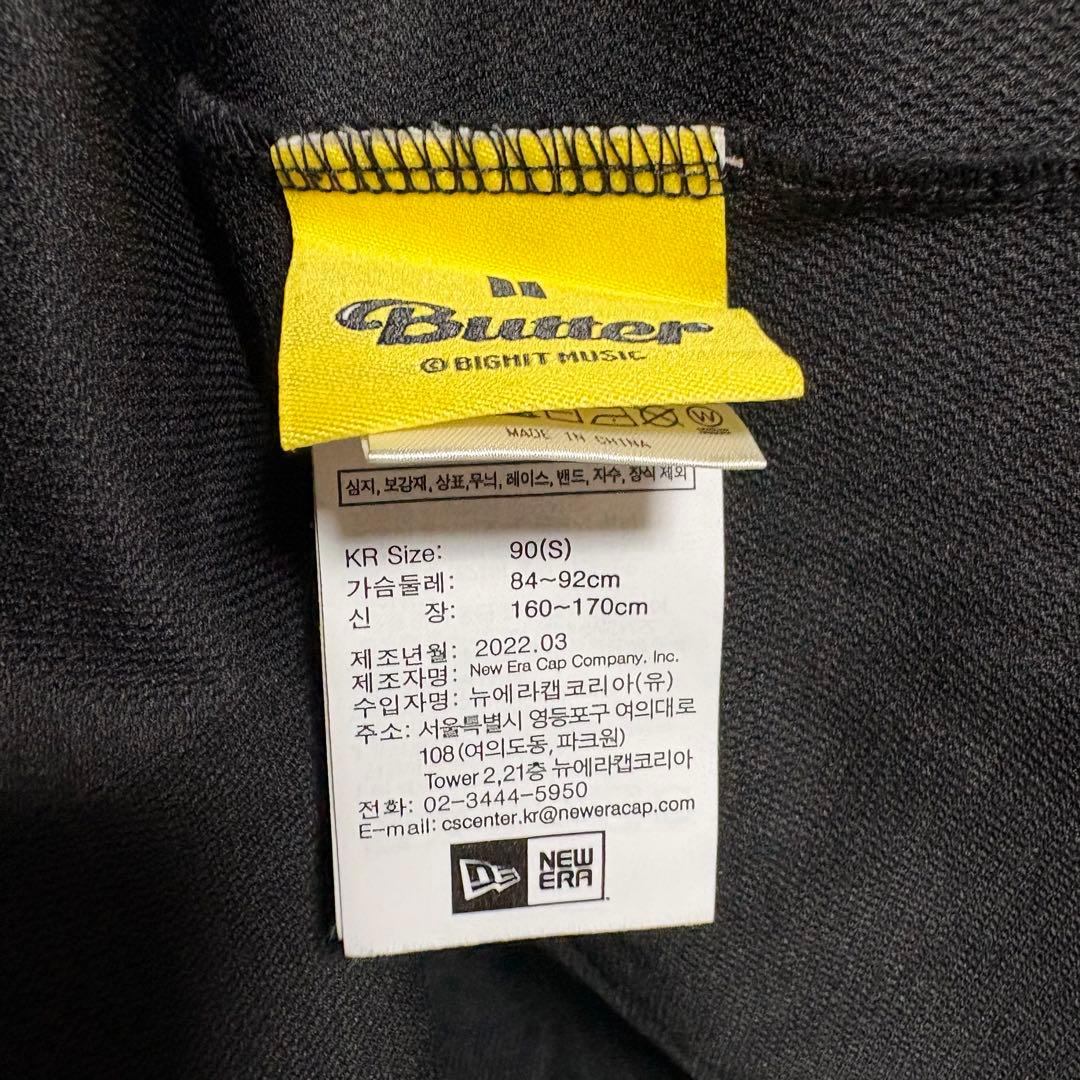 Butter
© BIGHIT MUSIC
W
MADE IN CHINA
심지, 보강재, 상표,무늬, 레이스, 밴드, 자수, 장식 제외
KR Size: 90(S)
가슴둘레: 84~92cm
신 장: 160~170cm
제조년월: 2022.03
제조자명: New Era Cap Company, Inc.
수입자명: 뉴에라캡코리아(유)
주소: 서울특별시 영등포구 여의대로
108(여의도동,파크원)
Tower 2,21층 뉴에라캡코리아
전화: 02-3444-5950
E-mail: cscenter.kr@neweracap.com
NEW
ERA